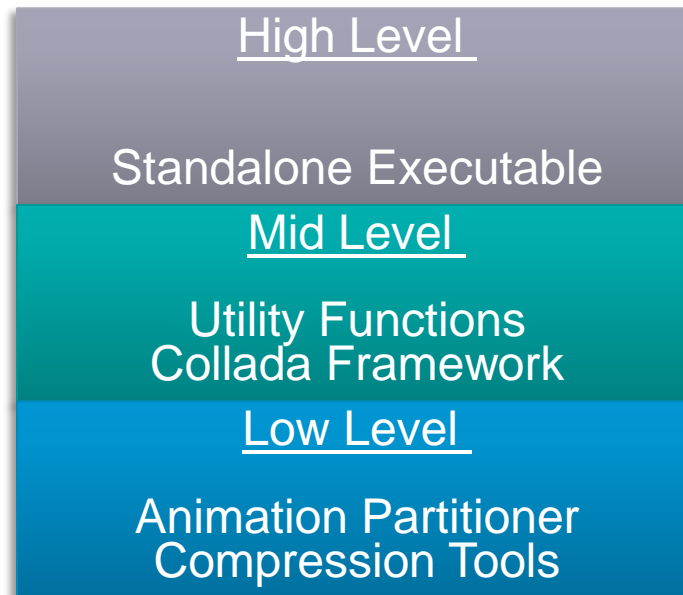 High Level
Standalone Executable
Mid Level
Utility Functions
Collada Framework
Low Level
Animation Partitioner
Compression Tools